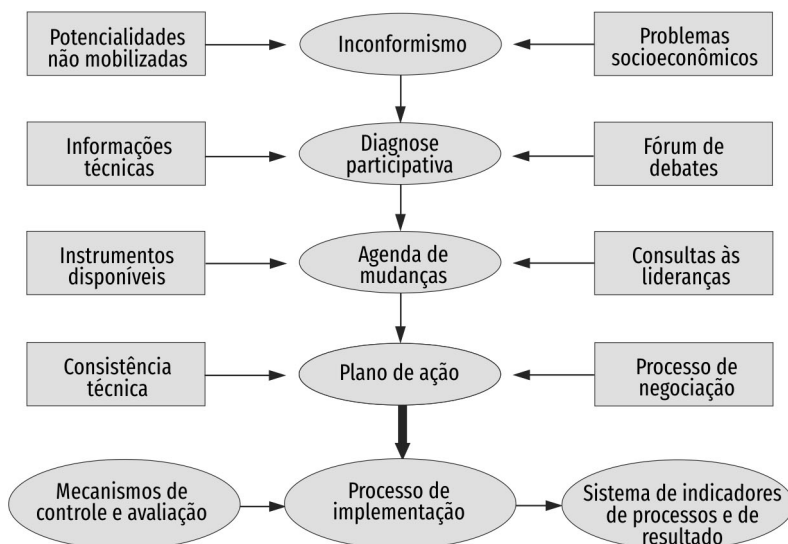 Potencialidades
não mobilizadas
Inconformismo
Problemas
socioeconômicos
Informações
técnicas
Diagnose
participativa
Fórum de
debates
Instrumentos
disponíveis
Agenda de
mudanças
Consultas às
lideranças
Consistência
técnica
Plano de ação
Processo de
negociação
Mecanismos de
controle e avaliação
Processo de
implementação
Sistema de indicadores
de processos e de
resultado